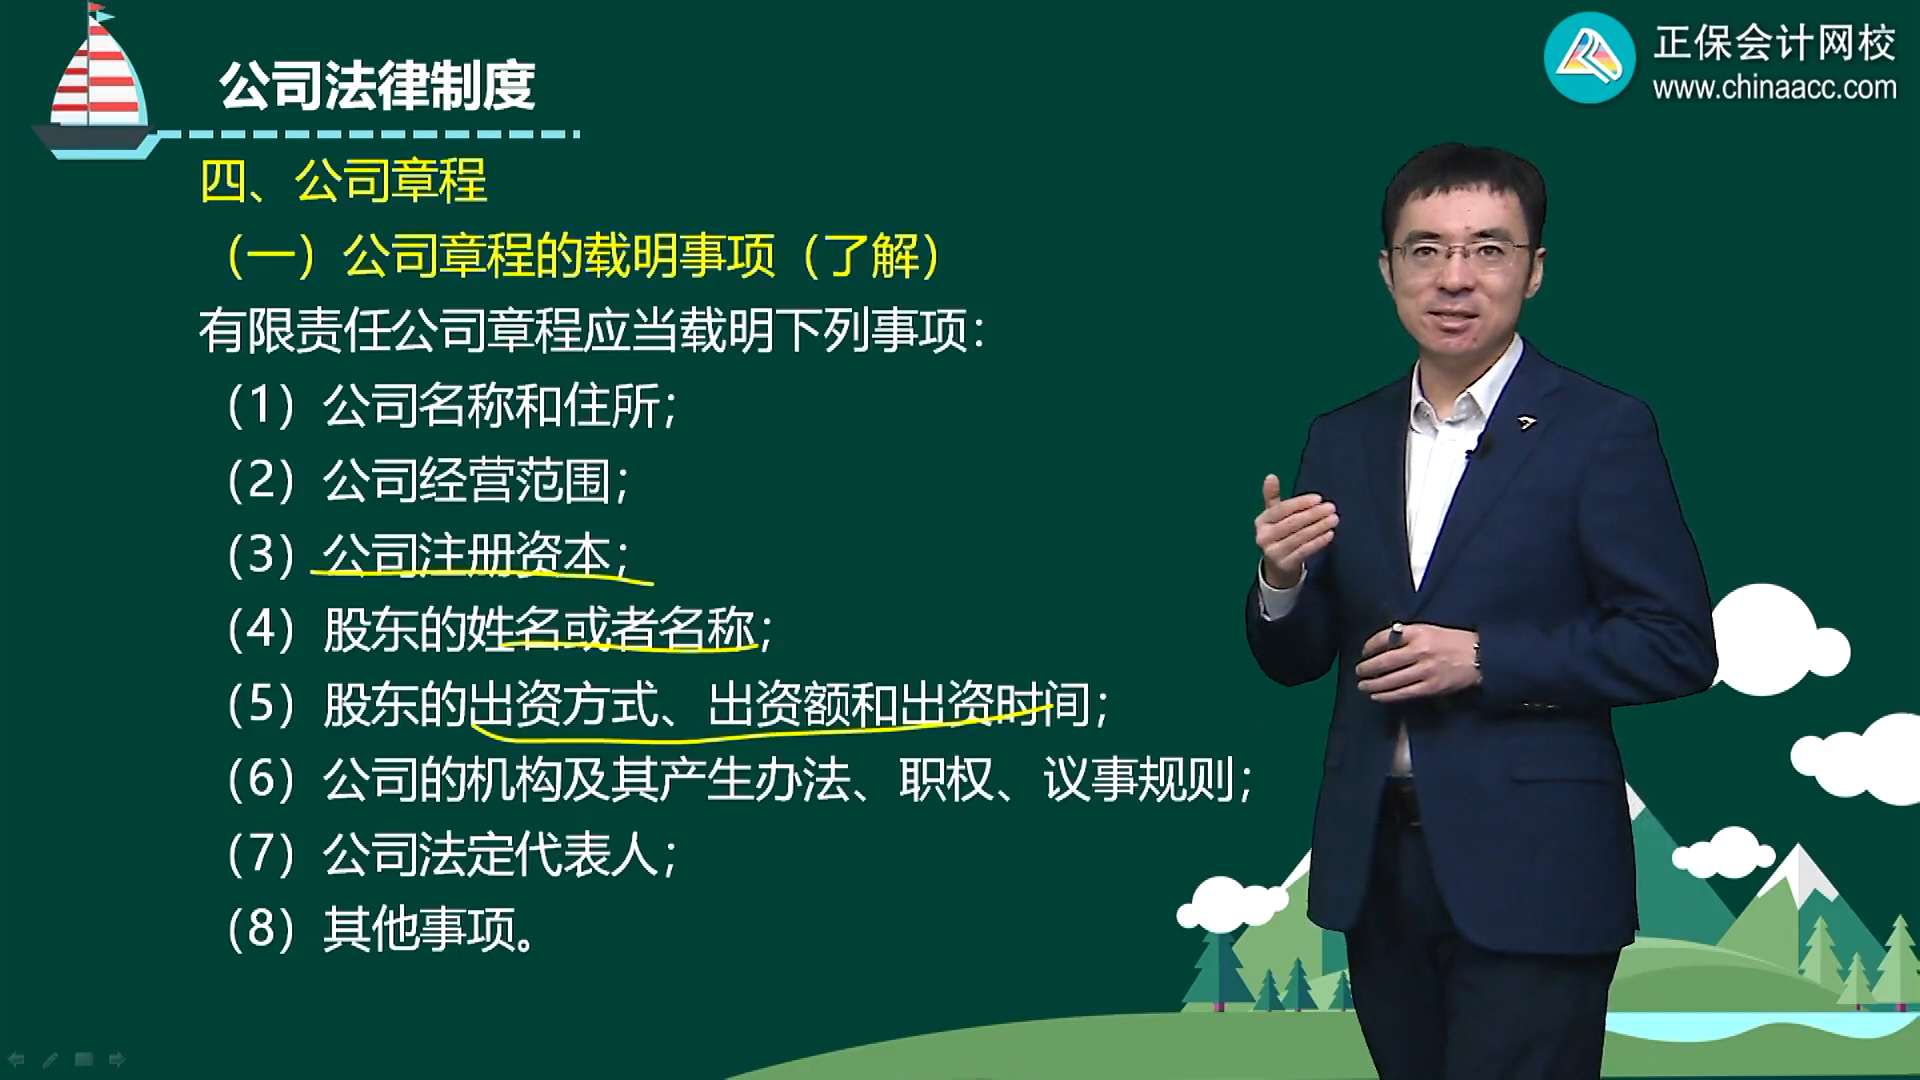 正保会计网校
www.chinaacc.com
公司法律制度
四、公司章程
（一）公司章程的载明事项（了解）
有限责任公司章程应当载明下列事项：
（1）公司名称和住所；
（2）公司经营范围；
（3）公司注册资本；
（4）股东的姓名或者名称；
（5）股东的出资方式、出资额和出资时间；
（6）公司的机构及其产生办法、职权、议事规则；
（7）公司法定代表人；
（8）其他事项。